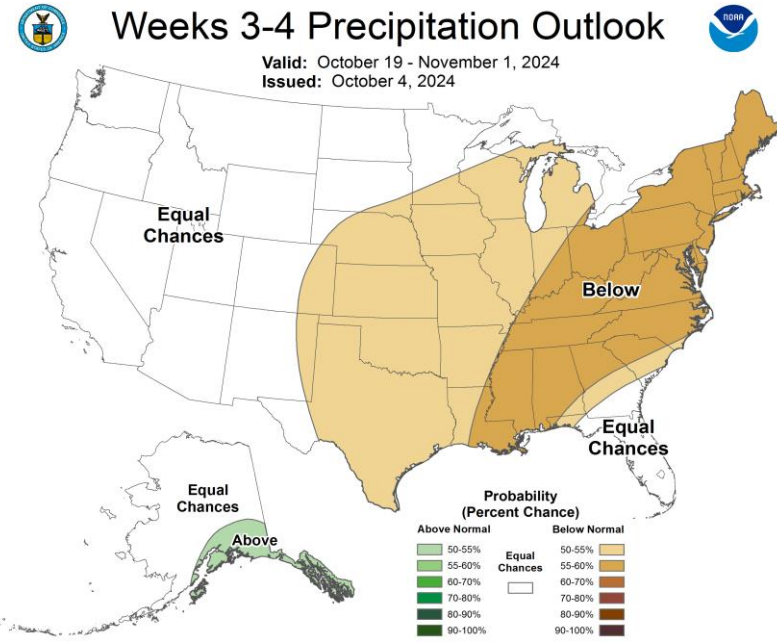 Weeks 3-4 Precipitation Outlook
NOAA
Valid: October 19 - November 1, 2024
Issued: October 4, 2024
Equal
Chances
Below
Equal
Chances
Equal
Chances
Above
Probability
(Percent Chance)
Above Normal
Below Normal
Equal
Chances
50-55%
55-60%
60-70%
70-80%
80-90%
90-100%
50-55%
55-60%
60-70%
70-80%
80-90%
90-100%